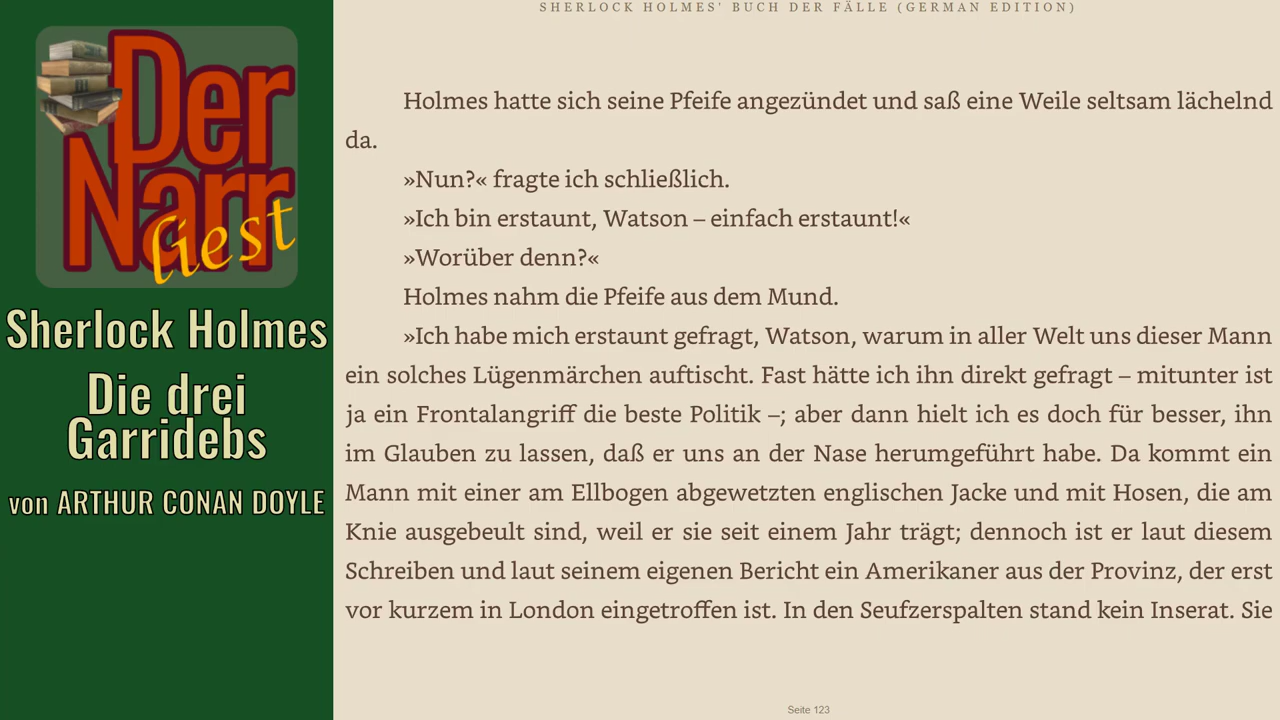 Der
Narr
liest
Sherlock Holmes
Die drei
Garridebs
von ARTHUR CONAN DOYLE
SHERLOCK HOLMES' BUCH DER FÄLLE (GERMAN EDITION)
Holmes hatte sich seine Pfeife angezündet und saß eine Weile seltsam lächelnd
da.
»Nun?« fragte ich schließlich.
»Ich bin erstaunt, Watson – einfach erstaunt!«
»Worüber denn?«
Holmes nahm die Pfeife aus dem Mund.
»Ich habe mich erstaunt gefragt, Watson, warum in aller Welt uns dieser Mann
ein solches Lügenmärchen auftischt. Fast hätte ich ihn direkt gefragt – mitunter ist
ja ein Frontalangriff die beste Politik –; aber dann hielt ich es doch für besser, ihn
im Glauben zu lassen, daß er uns an der Nase herumgeführt habe. Da kommt ein
Mann mit einer am Ellbogen abgewetzten englischen Jacke und mit Hosen, die am
Knie ausgebeult sind, weil er sie seit einem Jahr trägt; dennoch ist er laut diesem
Schreiben und laut seinem eigenen Bericht ein Amerikaner aus der Provinz, der erst
vor kurzem in London eingetroffen ist. In den Seufzerspalten stand kein Inserat. Sie
Seite 123